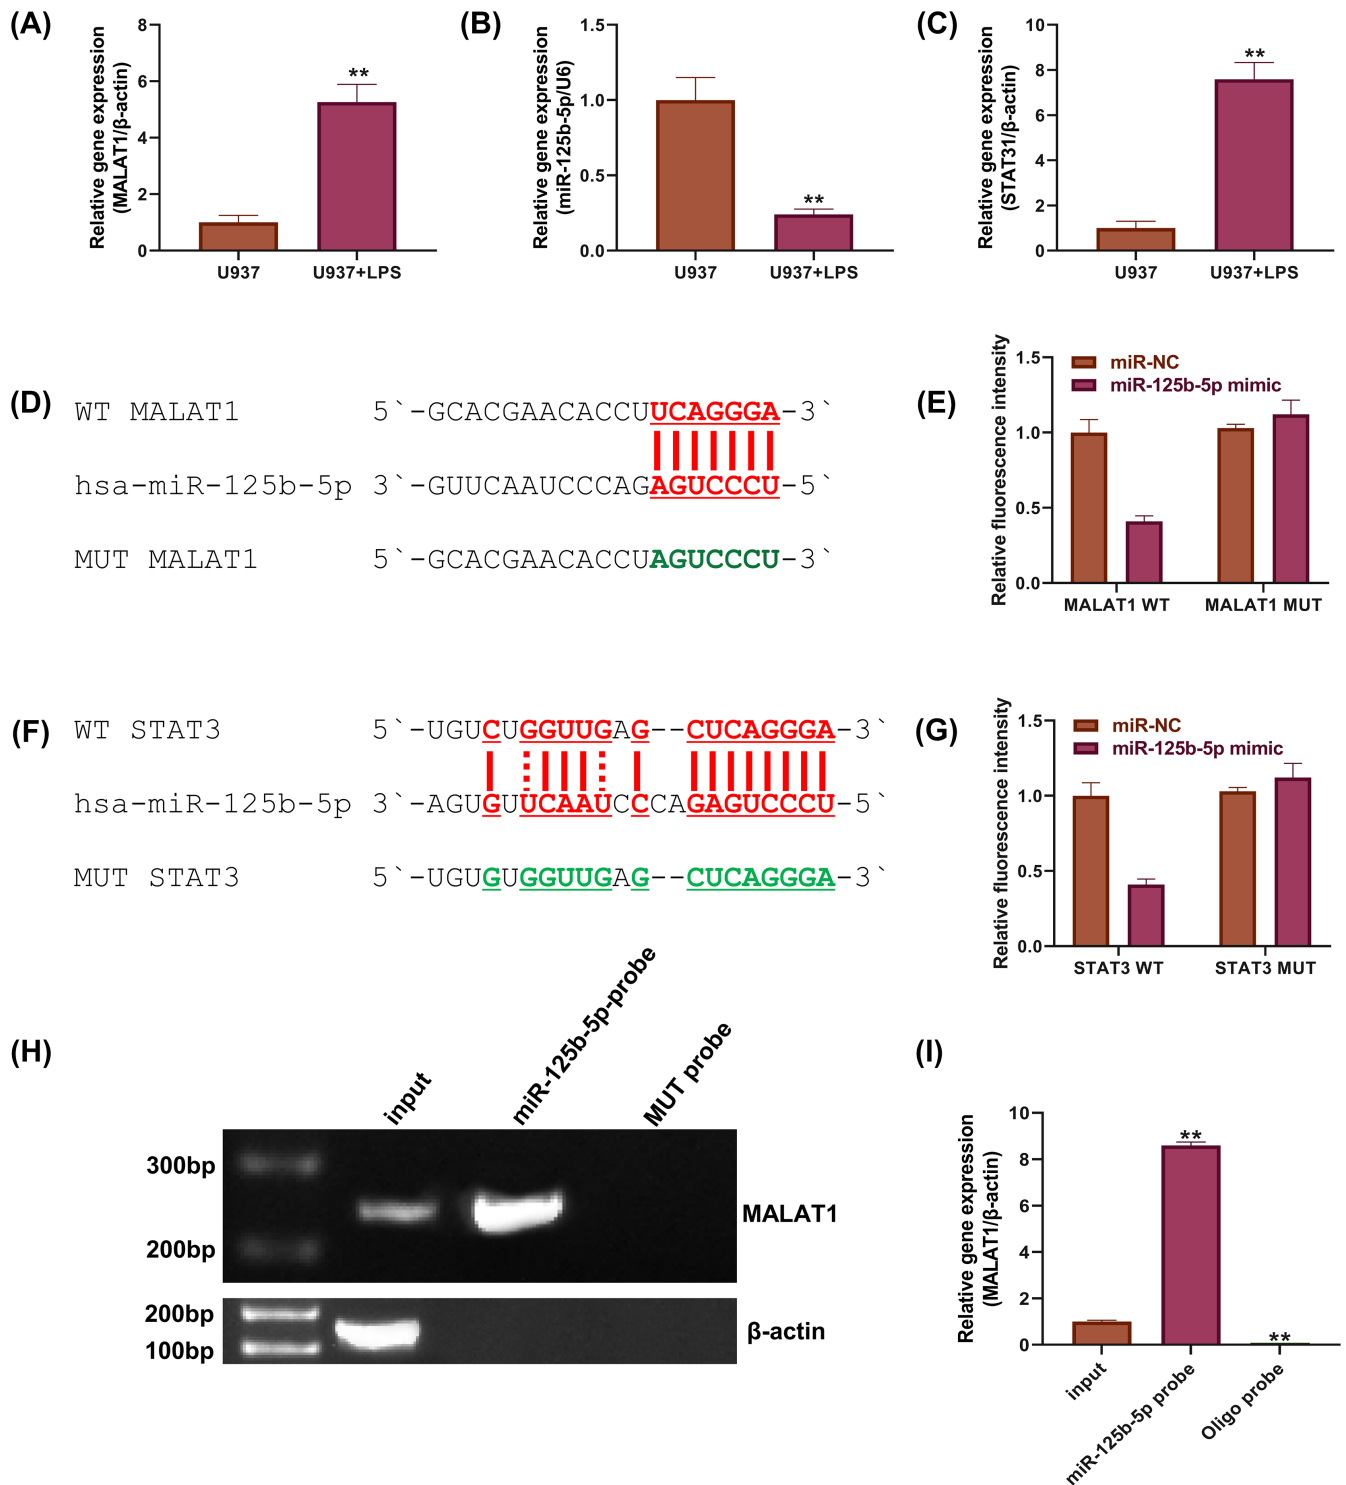 (A)
Relative gene expression
(MALAT1/β-actin)
8
6
4
2
0
**
U937
U937+LPS
(B)
Relative gene expression
(miR-125b-5p/U6)
1.5
1.0
0.5
0.0
**
U937
U937+LPS
(C)
Relative gene expression
(STAT31/β-actin)
10
8
6
4
2
0
**
U937
U937+LPS
(D)
WT MALAT1 5`-GCACGAACACCUUCAGGGA-3`
hsa-miR-125b-5p 3`-GUUCAAUCCCAGAGUCCCU-5`
MUT MALAT1 5`-GCACGAACACCUAGUCCCU-3`
(E)
Relative fluorescence intensity
1.5
1.0
0.5
0.0
miR-NC
miR-125b-5p mimic
MALAT1 WT
MALAT1 MUT
(F)
WT STAT3 5`-UGUCUGGUUGAG--CUCAGGGA-3`
hsa-miR-125b-5p 3`-AGUGUUCAAUCCCAGAGUCCCU-5`
MUT STAT3 5`-UGUGUGGUUGAG--CUCAGGGA-3`
(G)
Relative fluorescence intensity
1.5
1.0
0.5
0.0
miR-NC
miR-125b-5p mimic
STAT3 WT
STAT3 MUT
(H)
input
miR-125b-5p-probe
MUT probe
300bp
200bp
MALAT1
200bp
100bp
β-actin
(I)
Relative gene expression
(MALAT1/β-actin)
10
8
6
4
2
0
**
**
input
miR-125b-5p probe
Oligo probe